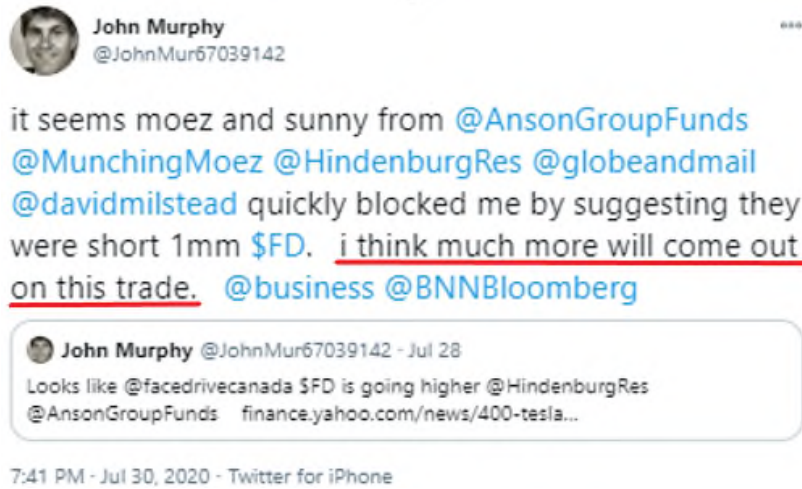 John Murphy
@JohnMur67039142
it seems moez and sunny from @AnsonGroupFunds
@MunchingMoez @HindenburgRes @globeandmail
@davidmilstead quickly blocked me by suggesting they
were short 1mm $FD.   i think much more will come out
on this trade.   @business @BNNBloomberg
John Murphy @JohnMur67039142 - Jul 28
Looks like @facedrivecanada $FD is going higher @HindenburgRes
@AnsonGroupFunds   finance.yahoo.com/news/400-tesla...
7:41 PM - Jul 30, 2020 - Twitter for iPhone